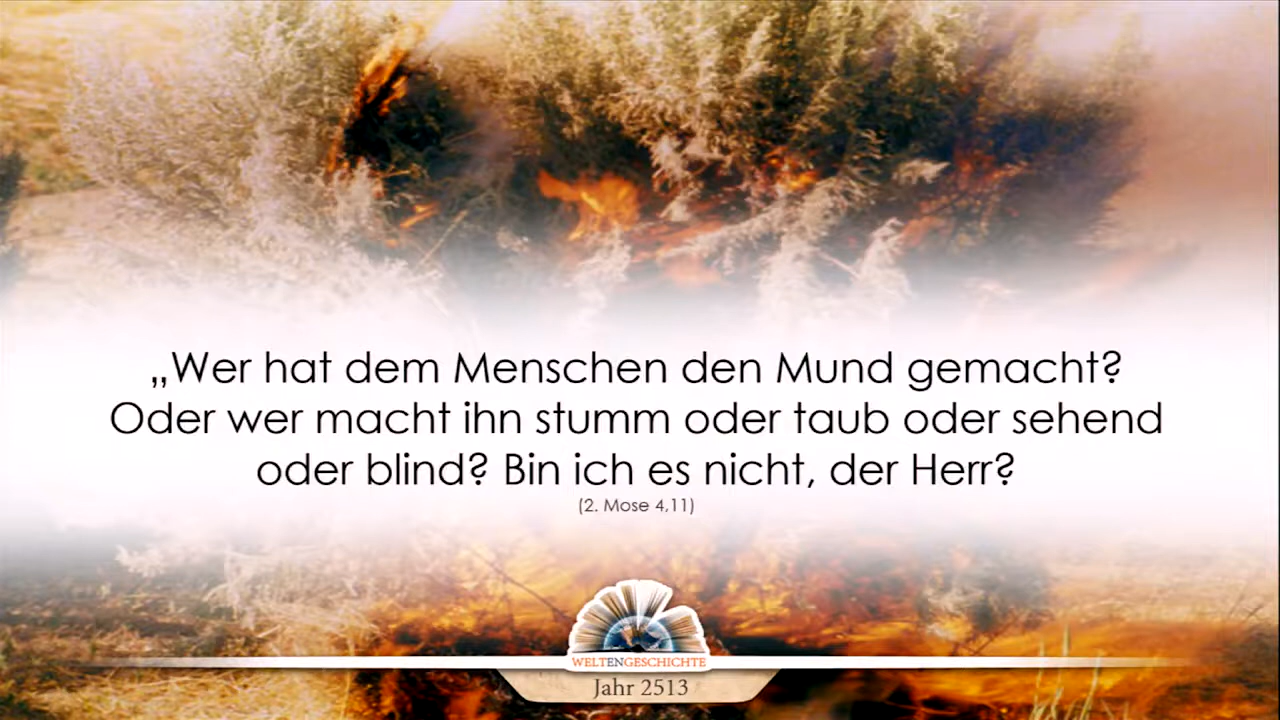 „Wer hat dem Menschen den Mund gemacht?
Oder wer macht ihn stumm oder taub oder sehend
oder blind? Bin ich es nicht, der Herr?
(2. Mose 4,11)
WELTENGESCHICHTE
Jahr 2513